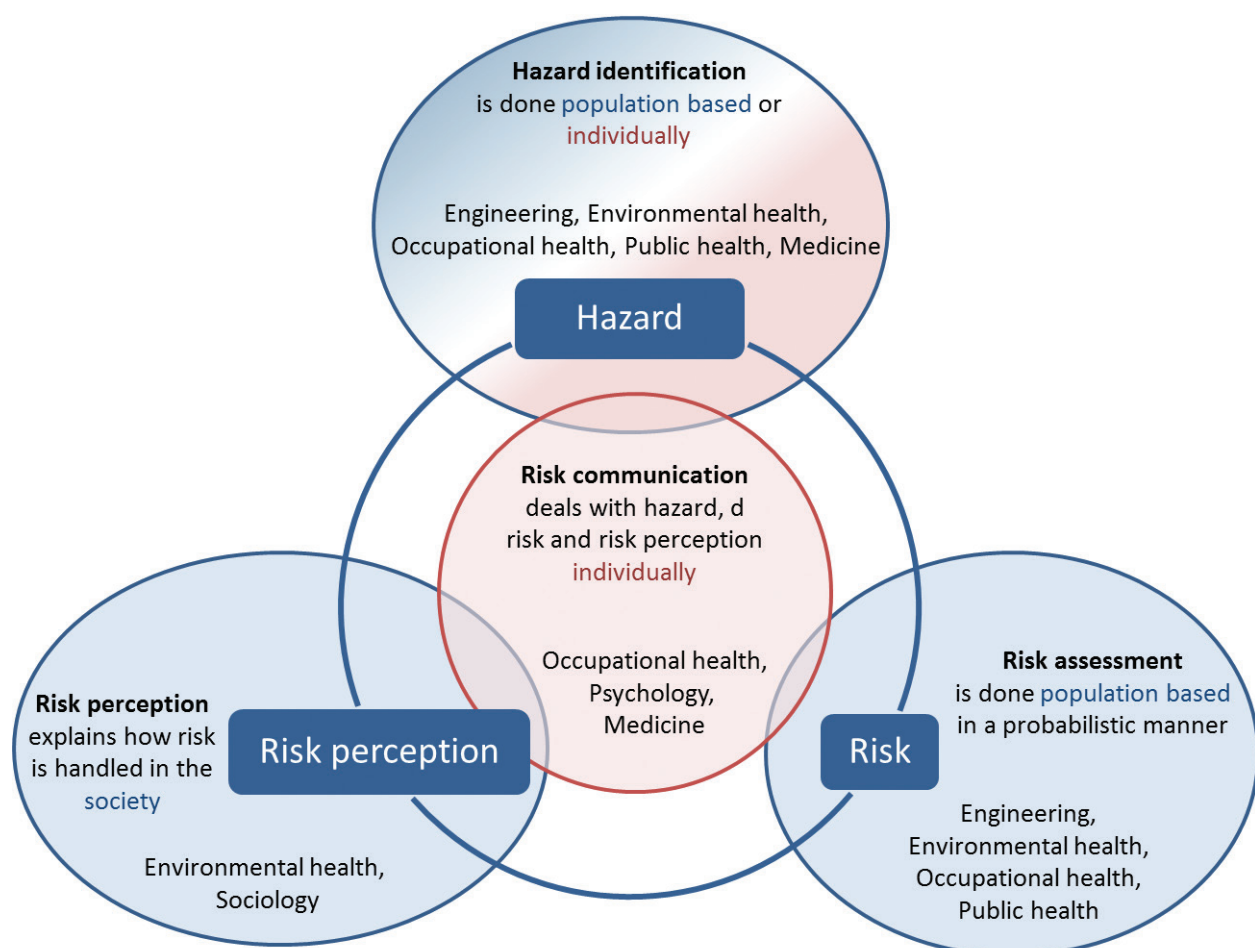 Hazard identification
is done population based or
individually
Engineering, Environmental health,
Occupational health, Public health, Medicine
Hazard
Risk communication
deals with hazard, d
risk and risk perception
individually
Occupational health,
Psychology,
Medicine
Risk perception
explains how risk
is handled in the
society
Risk perception
Environmental health,
Sociology
Risk assessment
is done population based
in a probabilistic manner
Risk
Engineering,
Environmental health,
Occupational health,
Public health